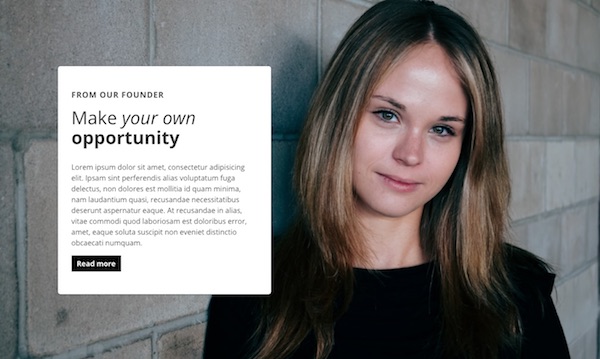 FROM OUR FOUNDER
Make your own
opportunity
Lorem ipsum dolor sit amet, consectetur adipisicing
elit. Ipsam sint perferendis alias voluptatum fuga
delectus, non dolores est mollitia id quam minima,
nam laudantium quasi, recusandae necessitatibus
deserunt aspernatur eaque. At recusandae in alias,
vitae commodi quod laboriosam est doloribus error,
amet, eaque soluta suscipit non eveniet distinctio
obcaecati numquam.
Read more